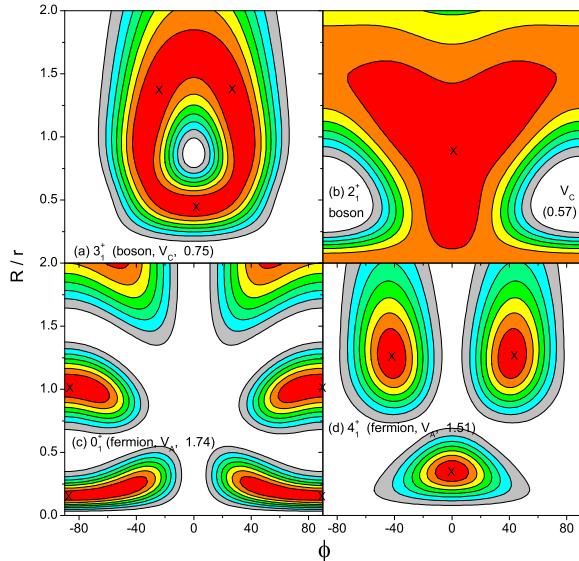 2.0
1.5
1.0
0.5
X X
X
(a) 3₁⁺ (boson, V_C, 0.75)
X
(b) 2₁⁺
boson
V_C
(0.57)
R / r
2.0
1.5
1.0
0.5
0.0
X X
X X
(c) 0₁⁺ (fermion, V_A, 1.74)
X X
X
(d) 4₁⁺ (fermion, V_A, 1.51)
-80 -40 0 40 80
-80 -40 0 40 80
ϕ